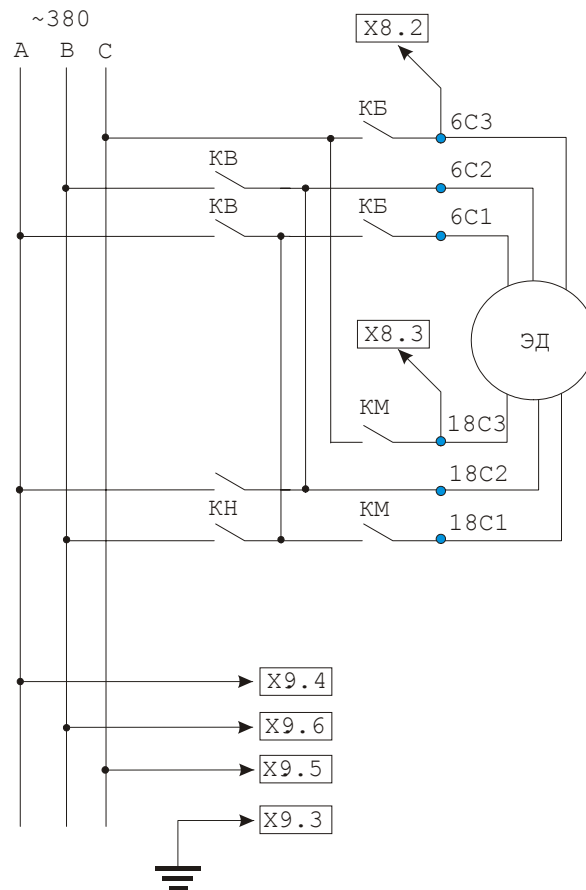 ~380
A B C
X8.2
КБ
6C3
КВ
6C2
КВ
КБ
6C1
X8.3
ЭД
КМ
18C3
18C2
КН
КМ
18C1
X9.4
X9.6
X9.5
X9.3